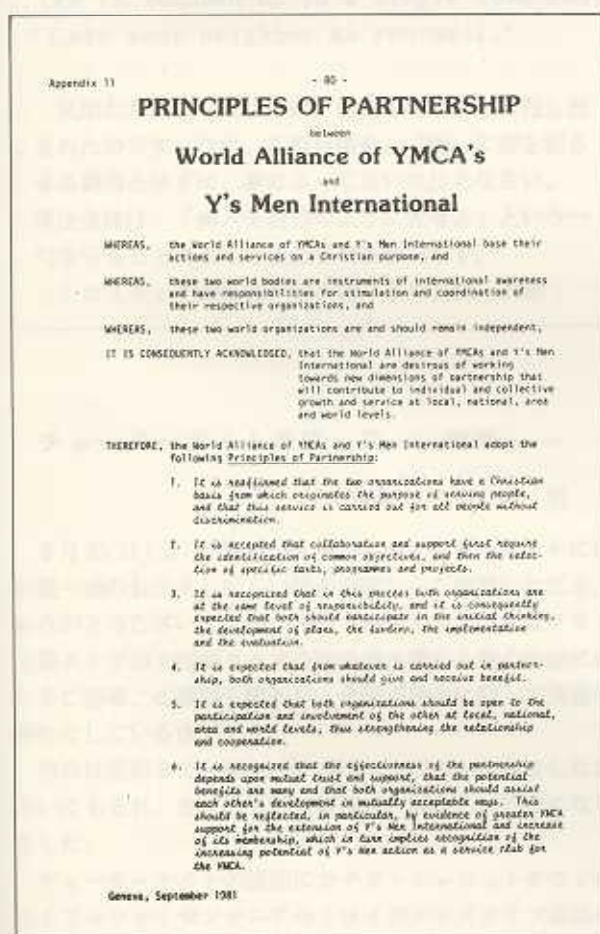 Appendix 11
- 80 -
PRINCIPLES OF PARTNERSHIP
between
World Alliance of YMCA's
and
Y's Men International
WHEREAS, the World Alliance of YMCAs and Y's Men International base their
actions and services on a Christian purpose, and
WHEREAS, these two world bodies are instruments of international awareness
and have responsibilities for stimulation and coordination of
their respective organizations, and
WHEREAS, these two world organizations are and should remain independent,
IT IS CONSEQUENTLY ACKNOWLEDGED, that the World Alliance of YMCAs and Y's Men
International are desirous of working
towards new dimensions of partnership that
will contribute to individual and collective
growth and service at local, national, area
and world levels.
THEREFORE, the World Alliance of YMCAs and Y's Men International adopt the
following Principles of Partnership:
1. It is reaffirmed that the two organizations have a Christian
basis from which originates the purpose of serving people,
and that this service is carried out for all people without
discrimination.
2. It is accepted that collaboration and support first require
the identification of common objectives, and then the selec-
tion of specific tasks, programmes and projects.
3. It is recognized that in this process both organizations are
at the same level of responsibility, and it is consequently
expected that both should participate in the initial thinking,
the development of plans, the funding, the implementation
and the evaluation.
4. It is expected that from whatever is carried out in partner-
ship, both organizations should give and receive benefit.
5. It is expected that both organizations should be open to the
participation and involvement of the other at local, national,
area and world levels, thus strengthening the relationship
and cooperation.
6. It is recognized that the effectiveness of the partnership
depends upon mutual trust and support, that the potential
benefits are many and that both organizations should assist
each other's development in mutually acceptable ways. This
should be reflected, in particular, by evidence of greater YMCA
support for the extension of Y's Men International and increase
of its membership, which in turn implies recognition of the
increasing potential of Y's Men action as a service club for
the YMCA.
Geneva, September 1981